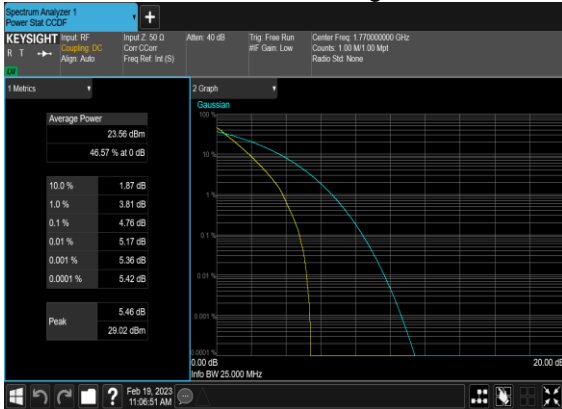 Spectrum Analyzer 1
Power Stat CCDF
+
KEYSIGHT
R T
Input: RF
Coupling: DC
Align: Auto
Input Z: 50 Ω
Corr CCorr
Freq Ref: Int (S)
Atten: 40 dB
Trig: Free Run
#IF Gain: Low
Center Freq: 1.770000000 GHz
Counts: 1.00 M/1.00 Mpt
Radio Std: None
1 Metrics
Average Power
23.56 dBm
46.57 % at 0 dB
10.0 % 1.87 dB
1.0 % 3.81 dB
0.1 % 4.76 dB
0.01 % 5.17 dB
0.001 % 5.36 dB
0.0001 % 5.42 dB
Peak
5.46 dB
29.02 dBm
2 Graph
Gaussian
100 %
10 %
1 %
0.1 %
0.01 %
0.001 %
0.0001 %
0.00 dB
20.00 dB
Info BW 25.000 MHz
?
Feb 19, 2023
11:06:51 AM